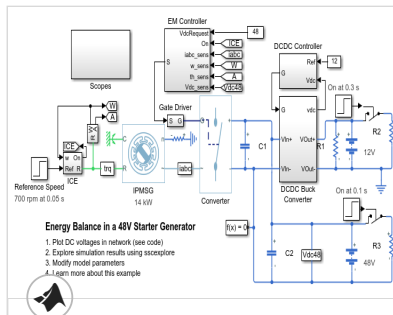 EM Controller
VdcRequest
48
On
ICE
iabc_sens
iabc
w_sens
W
th_sens
A
Vdc_sens
Vdc48
S
G
Scopes
DCDC Controller
Ref
12
G
Vdc
On at 0.3 s
Gate Driver
S G
G
W
A
W A
R
ICE
w On
Ref R
ICE
trq
iabc
Reference Speed
700 rpm at 0.05 s
IPMSG
14 kW
Converter
C1
G
vdc
VIn+
VOut+
VIn-
VOut-
DCDC Buck
Converter
R1
12V
R2
On at 0.1 s
f(x) = 0
C2
Vdc48
48V
R3
Energy Balance in a 48V Starter Generator
1. Plot DC voltages in network (see code)
2. Explore simulation results using sscexplore
3. Modify model parameters
4. Learn more about this example